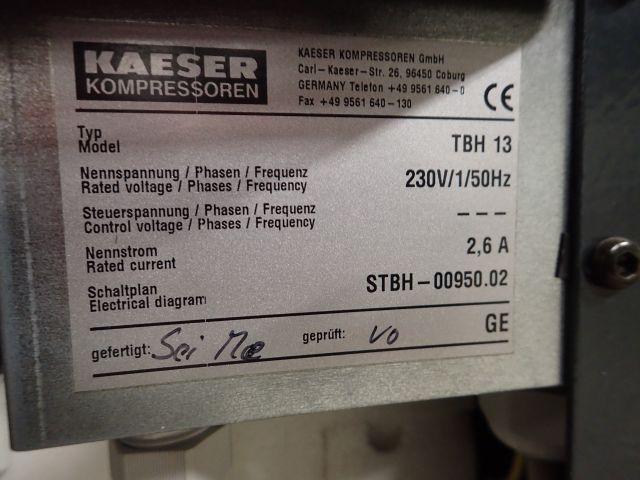 KAESER
KOMPRESSOREN
KAESER KOMPRESSOREN GmbH
Carl-Kaeser-Str. 26, 96450 Coburg
GERMANY Telefon +49 9561 640-0
Fax +49 9561 640-130
CE
Typ
Model
TBH 13
Nennspannung / Phasen / Frequenz
Rated voltage / Phases / Frequency
230V/1/50Hz
Steuerspannung / Phasen / Frequenz
Control voltage / Phases / Frequency
---
Nennstrom
Rated current
2,6 A
Schaltplan
Electrical diagram
STBH-00950.02
GE
gefertigt:
geprüft: Vo